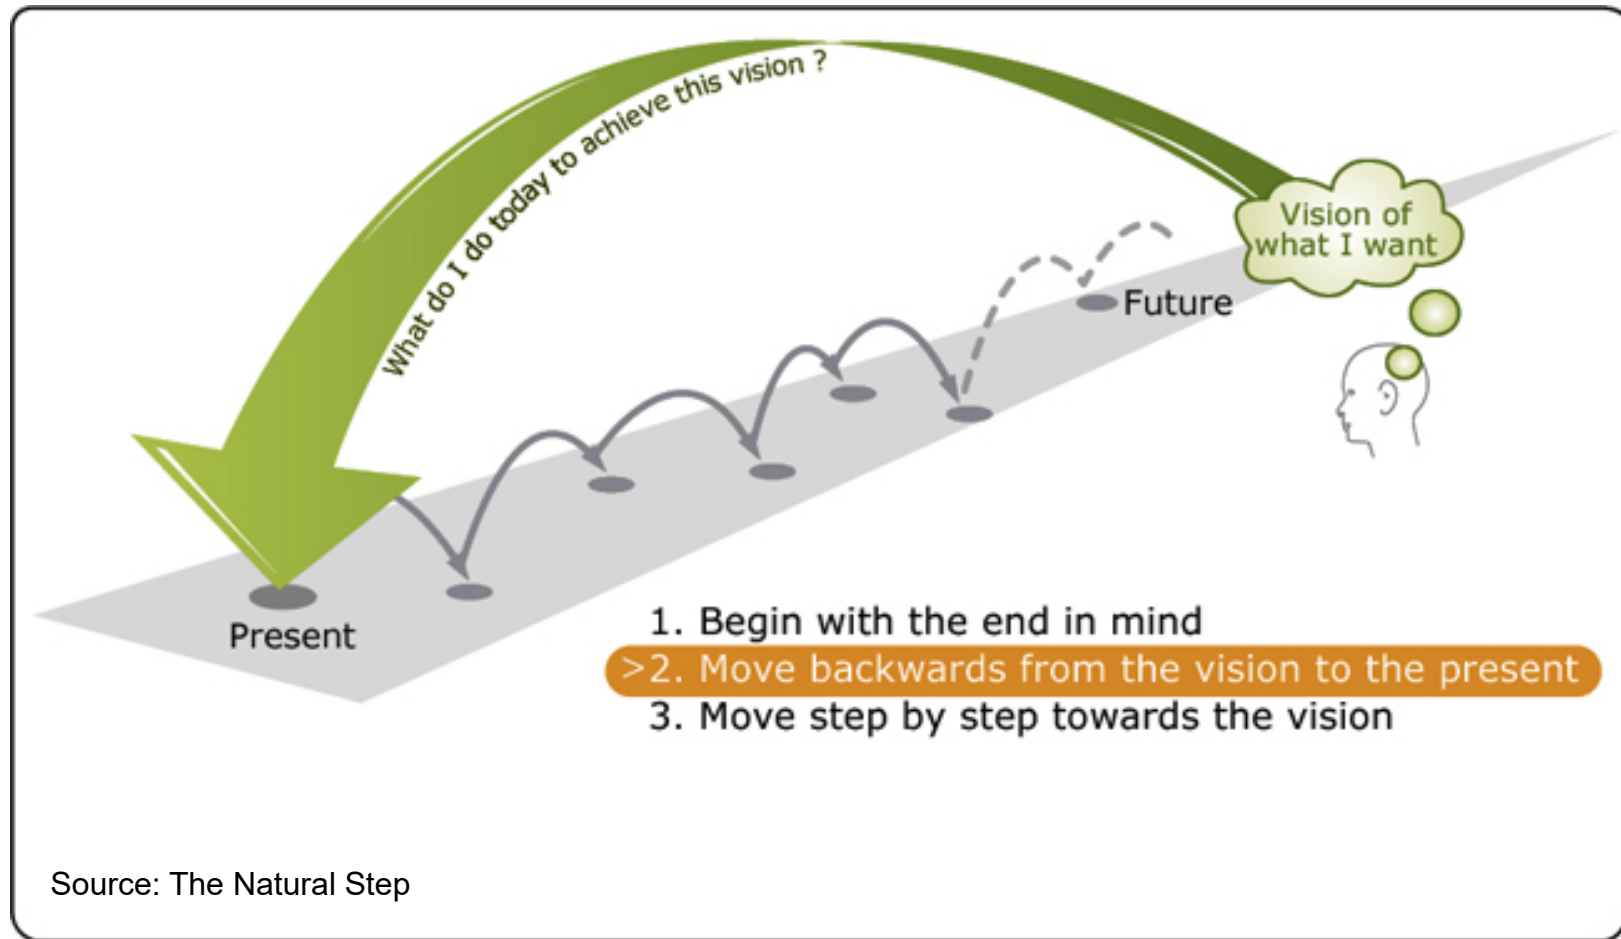 What do I do today to achieve this vision ?
Vision of
what I want
Future
Present
1. Begin with the end in mind
>2. Move backwards from the vision to the present
3. Move step by step towards the vision
Source: The Natural Step